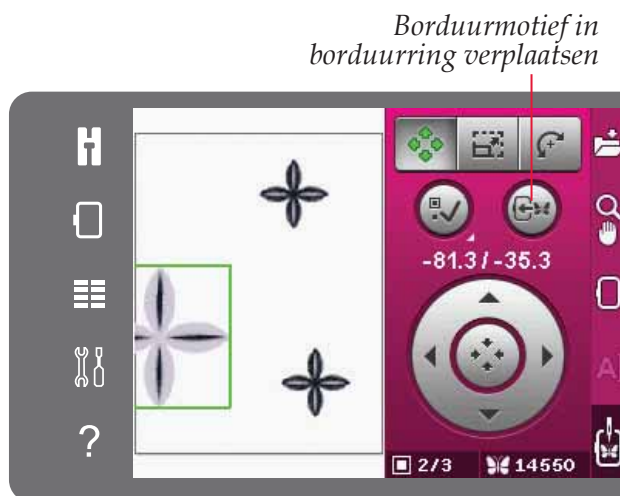 Borduurmotief in
borduurring verplaatsen
-81.3 / -35.3
A
?
2/3 14550